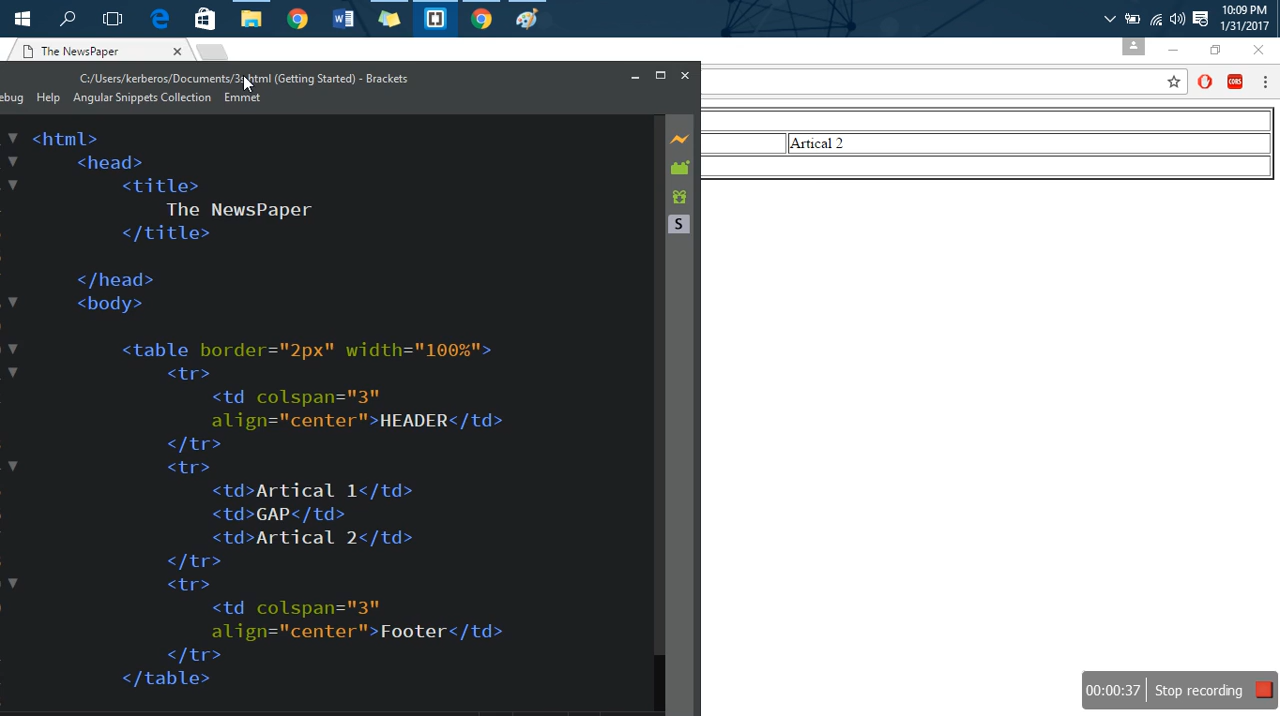 10:09 PM
1/31/2017
The NewsPaper
C:/Users/kerberos/Documents/3s.html (Getting Started) - Brackets
ebug Help Angular Snippets Collection Emmet
CORS
Artical 2
S
<html>
<head>
<title>
The NewsPaper
</title>
</head>
<body>
<table border="2px" width="100%">
<tr>
<td colspan="3"
align="center">HEADER</td>
</tr>
<tr>
<td>Artical 1</td>
<td>GAP</td>
<td>Artical 2</td>
</tr>
<tr>
<td colspan="3"
align="center">Footer</td>
</tr>
</table>
00:00:37 Stop recording